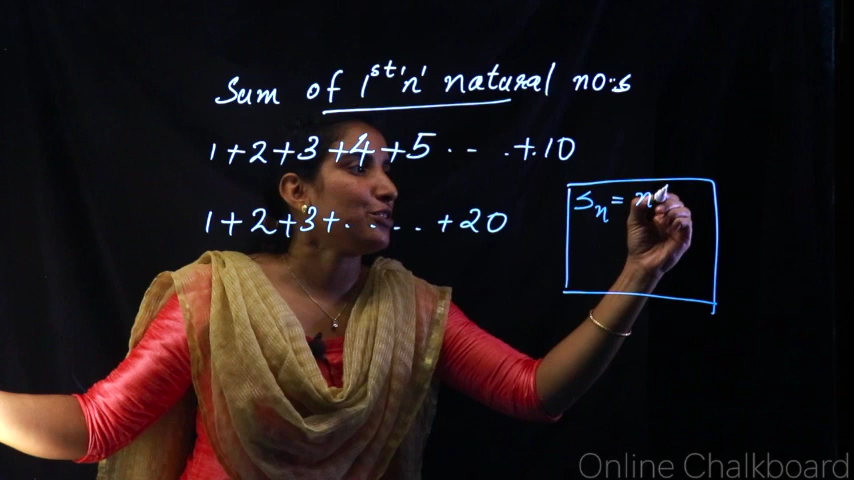 Sum of 1st 'n' natural no:s
1+2+3+4+5.. .+.10
1+2+3+.... +20
Sn = n(
Online Chalkboard